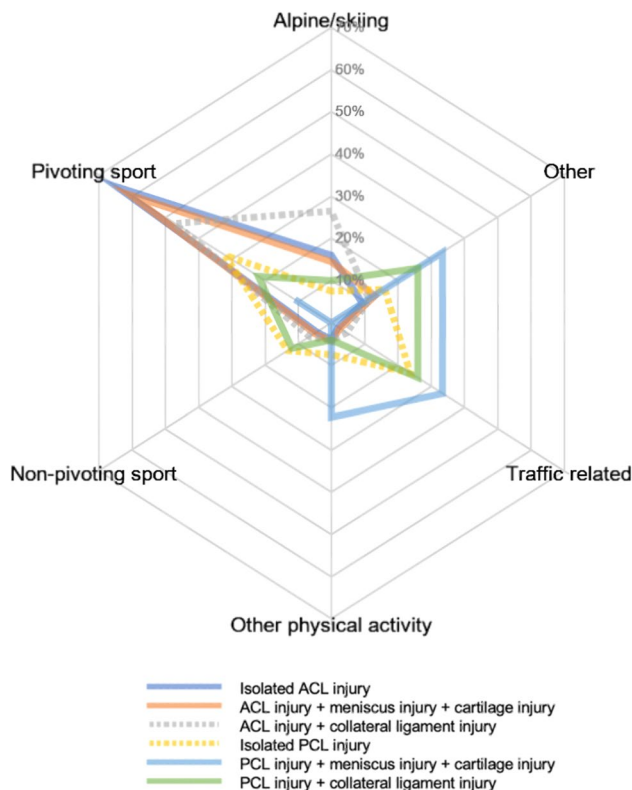 Alpine/skiing
70%
60%
50%
40%
30%
20%
10%
Pivoting sport
Other
Non-pivoting sport
Traffic related
Other physical activity
Isolated ACL injury
ACL injury + meniscus injury + cartilage injury
ACL injury + collateral ligament injury
Isolated PCL injury
PCL injury + meniscus injury + cartilage injury
PCL injury + collateral ligament injury